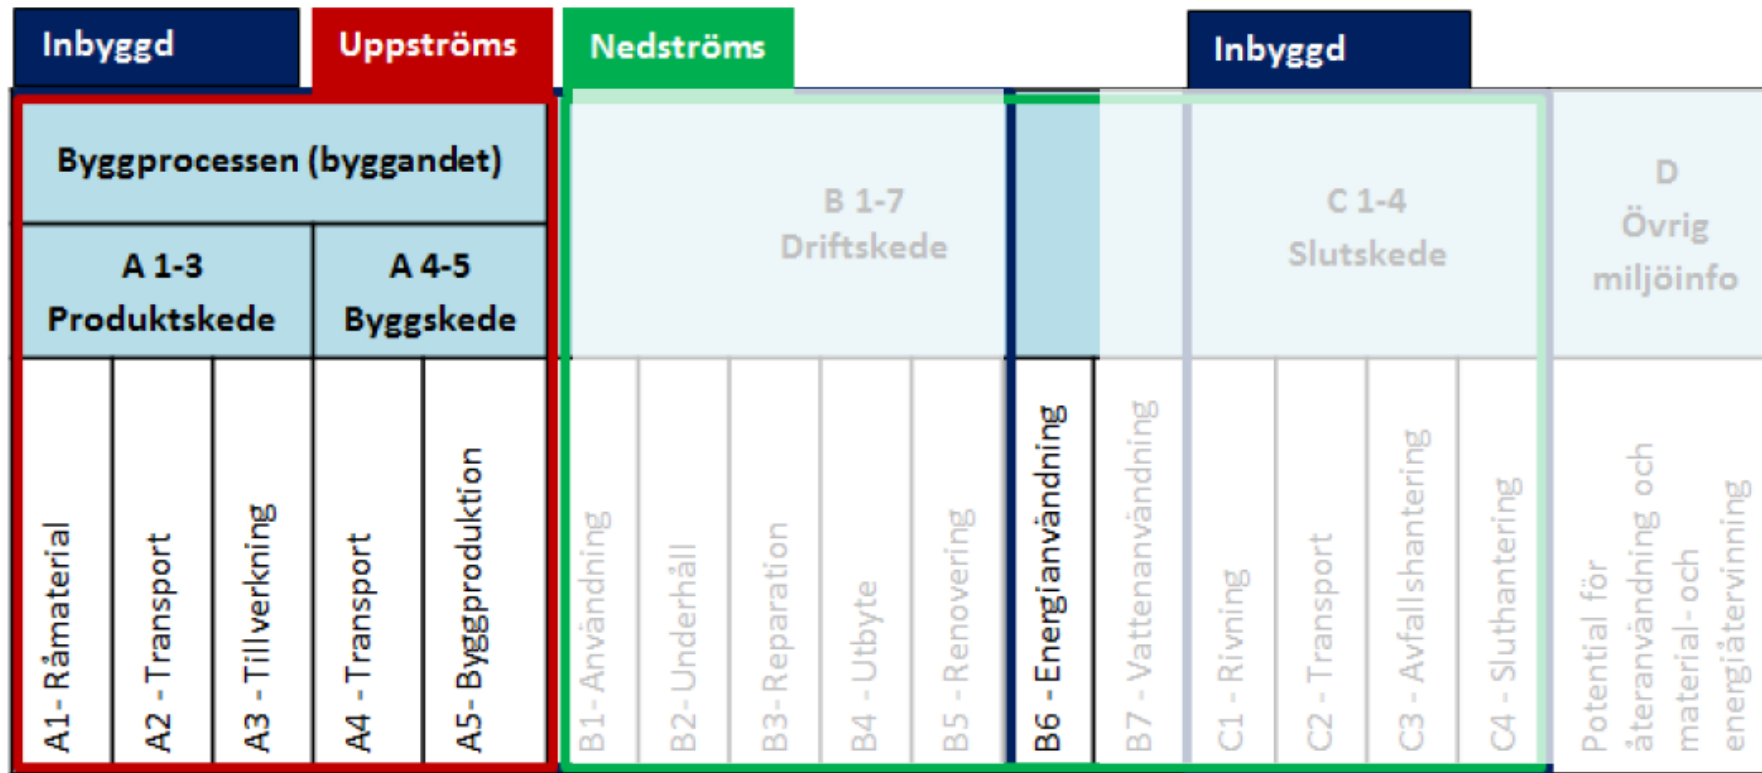 Inbyggd
Uppströms
Nedströms
Inbyggd
Byggprocessen (byggandet)
A 1-3
Produktskede
A 4-5
Byggskede
B 1-7
Driftskede
C 1-4
Slutskede
D
Övrig
miljöinfo
A1- Råmaterial
A2 - Transport
A3 - Tillverkning
A4 - Transport
A5- Byggproduktion
B1- Användning
B2- Underhåll
B3- Reparation
B4 - Utbyte
B5 - Renovering
B6 - Energianvändning
B7 - Vattenanvändning
C1 - Rivning
C2 - Transport
C3 - Avfallshantering
C4 - Sluthantering
Potential för
återanvändning och
material- och
energiåtervinning